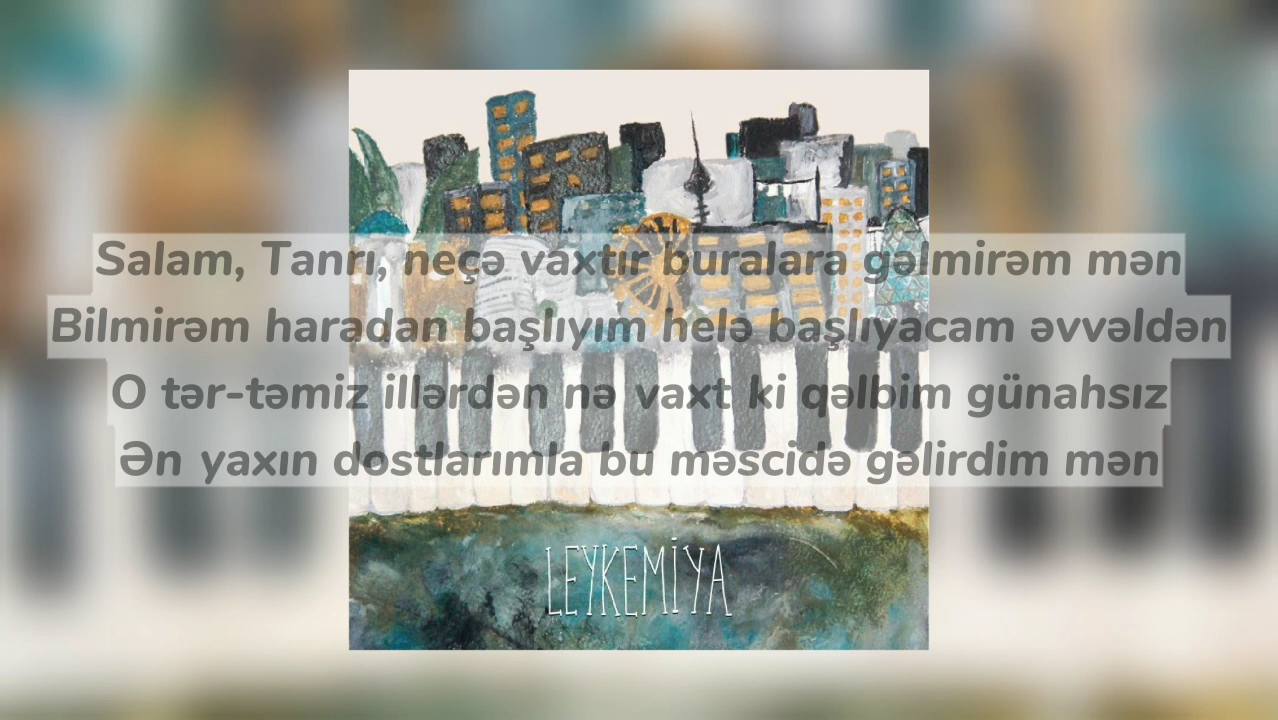 Salam, Tanrı, neçə vaxtır buralara gəlmirəm mən
Bilmirəm haradan başlıyım helə başlıyacam əvvəldən
O tər-təmiz illərdən nə vaxt ki qəlbim günahsız
Ən yaxın dostlarımla bu məscidə gəlirdim mən
LEYKEMİYA